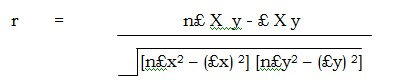 r = n£ X y - £ X y
[n£x² – (£x) ²] [n£y² – (£y) ²]